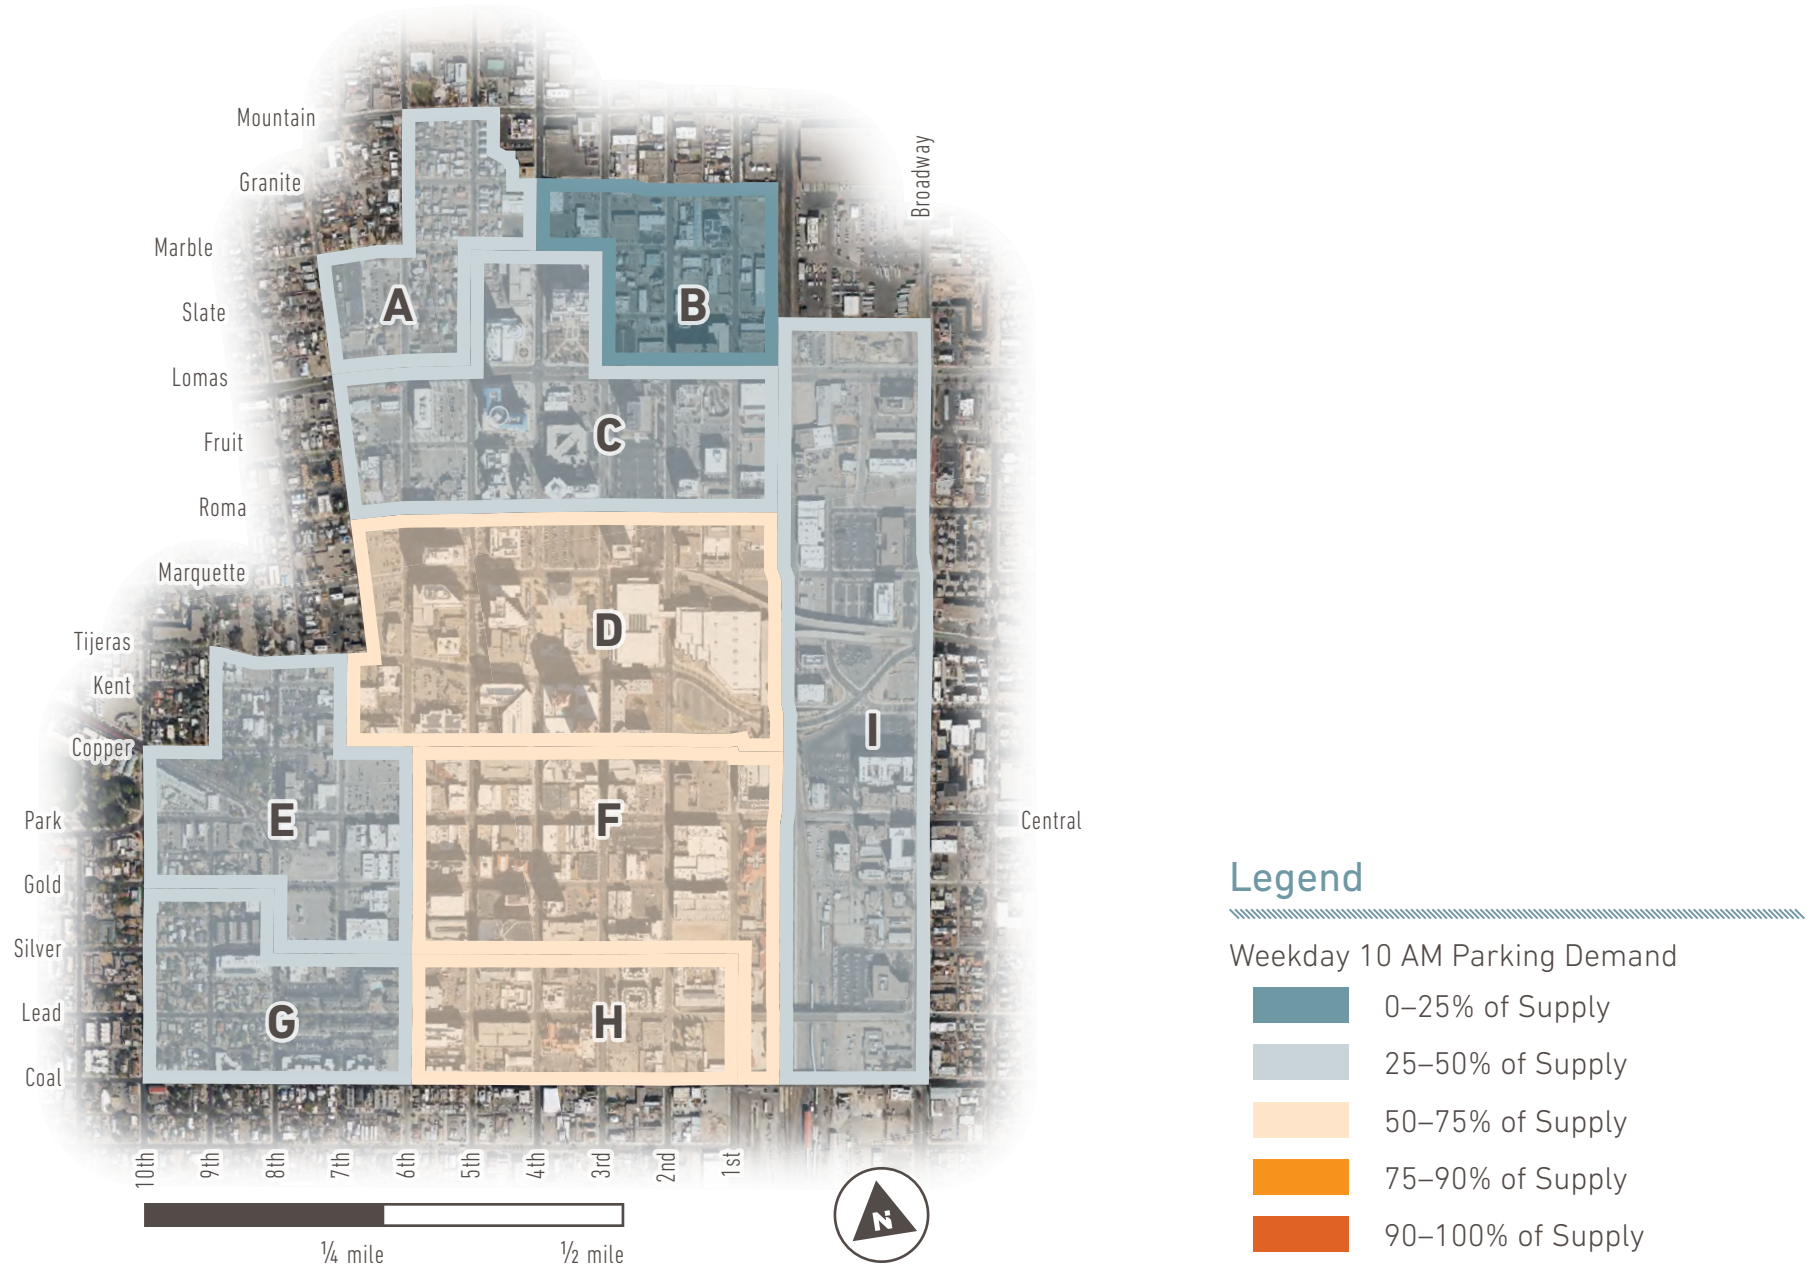 Mountain
Granite
Marble
Slate
Lomas
Fruit
Roma
Marquette
Tijeras
Kent
Copper
Park
Gold
Silver
Lead
Coal
Broadway
Central
A
B
C
D
E
F
G
H
I
10th
9th
8th
7th
6th
5th
4th
3rd
2nd
1st
¼ mile
½ mile
N
Legend
Weekday 10 AM Parking Demand
0–25% of Supply
25–50% of Supply
50–75% of Supply
75–90% of Supply
90–100% of Supply